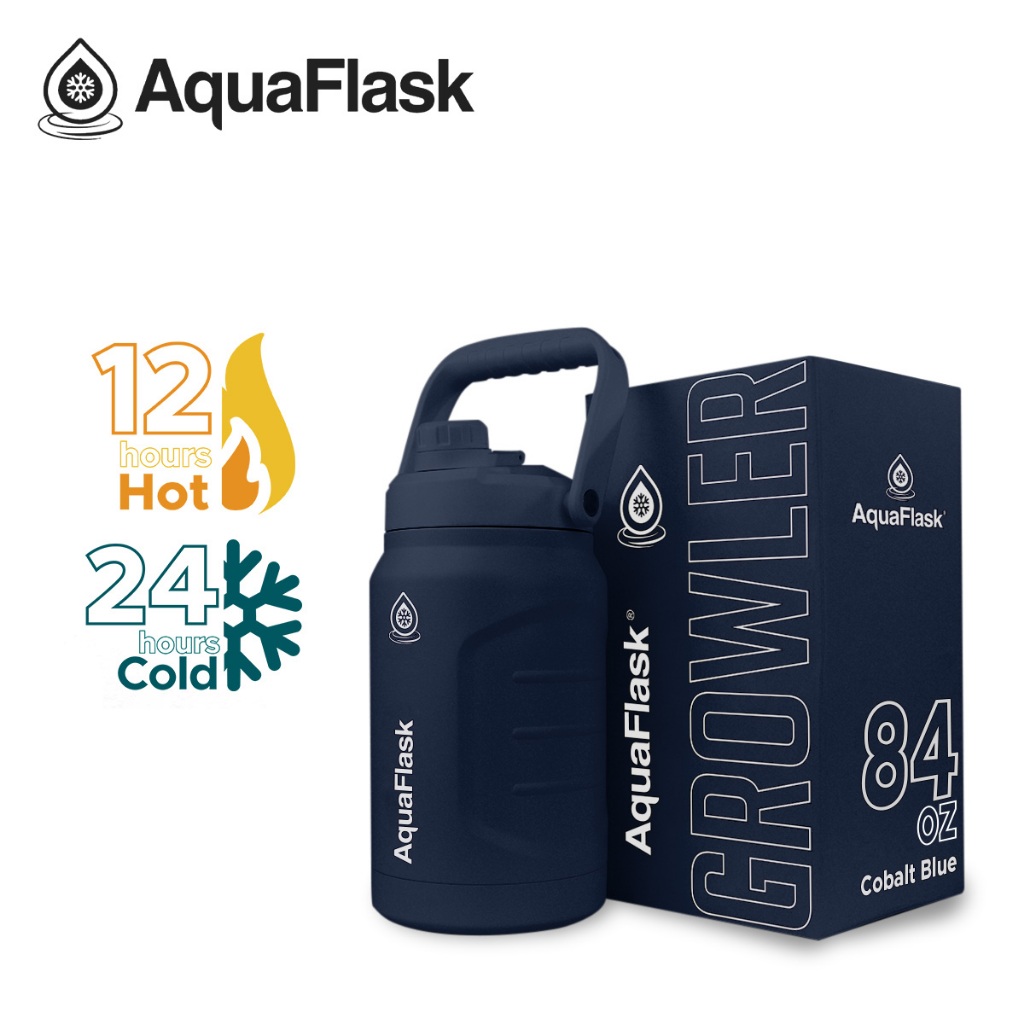 AquaFlask
12
hours
Hot
24
hours
Cold
AquaFlask
AquaFlask®
GROWLER
AquaFlask
84
oz
Cobalt Blue